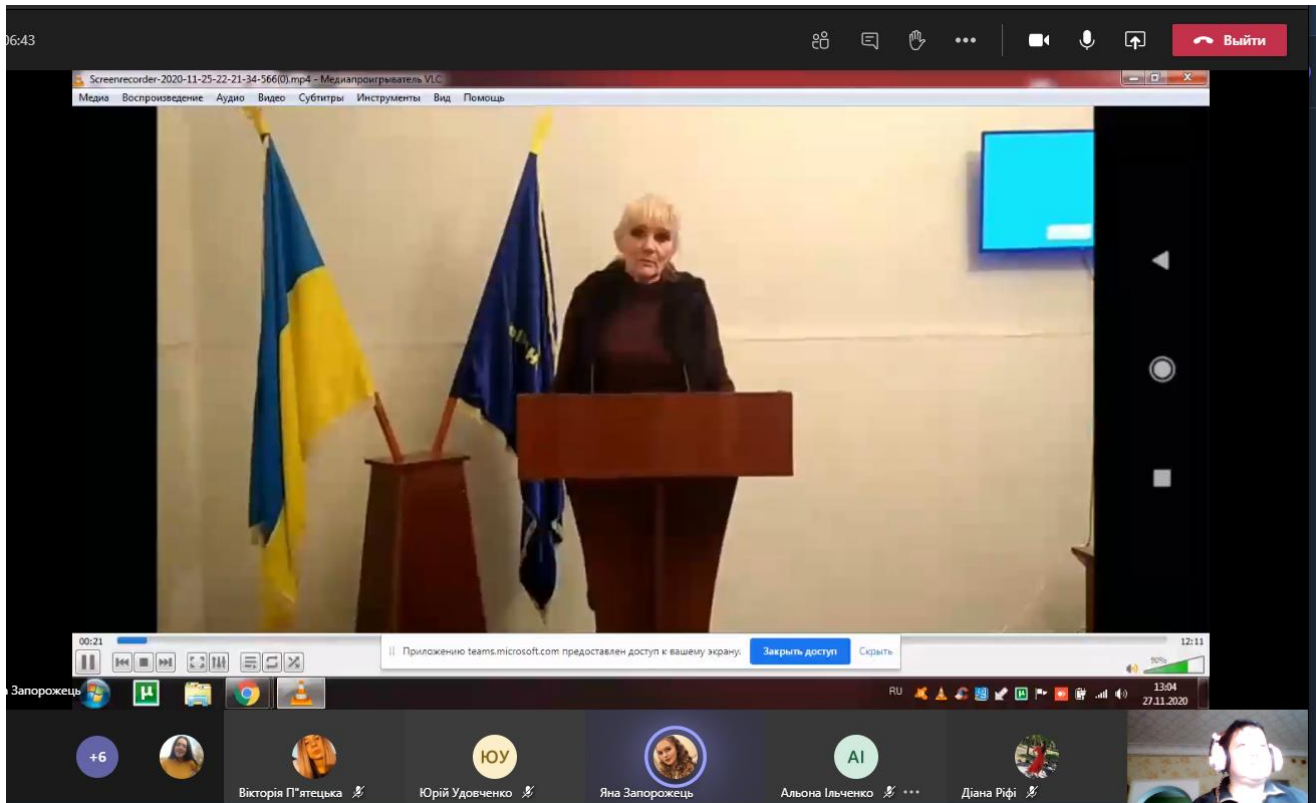 06:43
Выйти
Screenrecorder-2020-11-25-22-21-34-566(0).mp4 - Медиапроигрыватель VLC
Медиа Воспроизведение Аудио Видео Субтитры Инструменты Вид Помощь
00:21
12:11
Приложению teams.microsoft.com предоставлен доступ к вашему экрану.
Закрыть доступ
Скрыть
90%
Запорожець
RU
13:04
27.11.2020
+6
ЮУ
АІ
Вікторія П"ятецька
Юрій Удовченко
Яна Запорожець
Альона Ільченко
Діана Ріфі